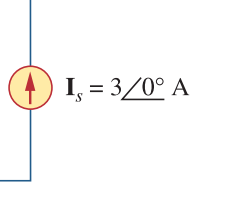 Iₛ = 3∠0° A